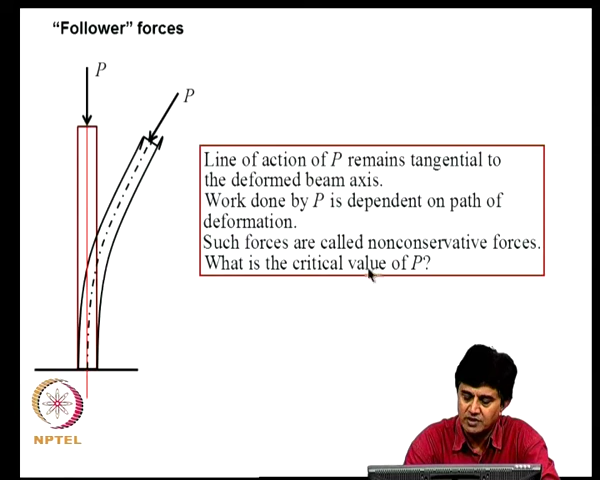 “Follower” forces
P
P
Line of action of P remains tangential to
the deformed beam axis.
Work done by P is dependent on path of
deformation.
Such forces are called nonconservative forces.
What is the critical value of P?
NPTEL